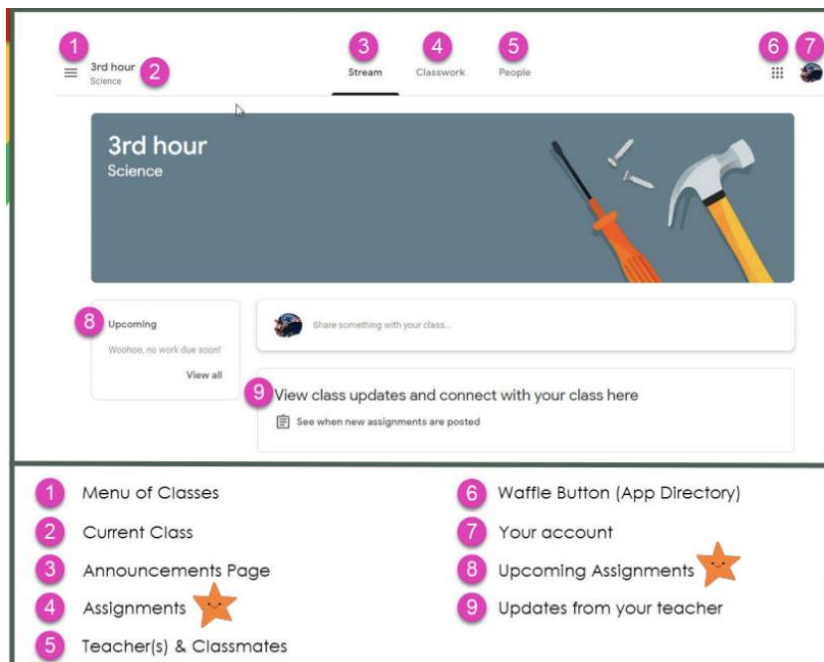 1
3
4
5
6
7
3rd hour
Science
2
Stream
Classwork
People
3rd hour
Science
8
Upcoming
Woohoo, no work due soon!
View all
Share something with your class...
9
View class updates and connect with your class here
See when new assignments are posted
1 Menu of Classes
2 Current Class
3 Announcements Page
4 Assignments
5 Teacher(s) & Classmates
6 Waffle Button (App Directory)
7 Your account
8 Upcoming Assignments
9 Updates from your teacher